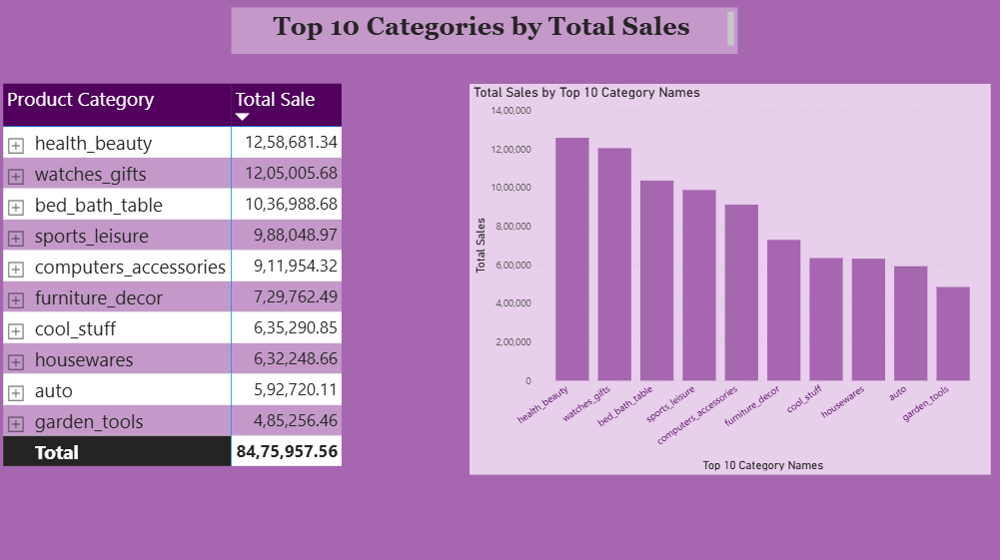 Top 10 Categories by Total Sales
Product Category Total Sale
health_beauty 12,58,681.34
watches_gifts 12,05,005.68
bed_bath_table 10,36,988.68
sports_leisure 9,88,048.97
computers_accessories 9,11,954.32
furniture_decor 7,29,762.49
cool_stuff 6,35,290.85
housewares 6,32,248.66
auto 5,92,720.11
garden_tools 4,85,256.46
Total 84,75,957.56
Total Sales by Top 10 Category Names
Total Sales
14,00,000
12,00,000
10,00,000
8,00,000
6,00,000
4,00,000
2,00,000
0
health_beauty
watches_gifts
bed_bath_table
sports_leisure
computers_accessories
furniture_decor
cool_stuff
housewares
auto
garden_tools
Top 10 Category Names